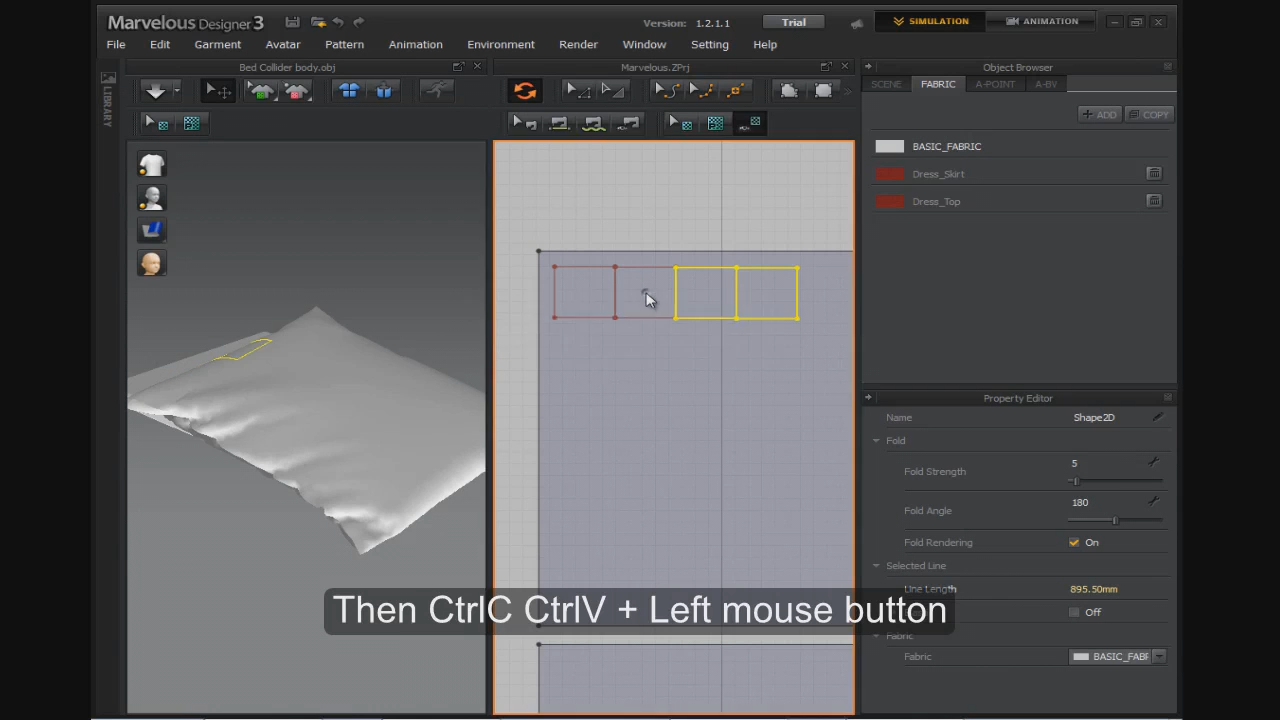 Marvelous Designer 3
Version: 1.2.1.1
Trial
SIMULATION
ANIMATION
File Edit Garment Avatar Pattern Animation Environment Render Window Setting Help
LIBRARY
Bed Collider body.obj
Marvelous.ZPrj
Object Browser
SCENE FABRIC A-POINT A-BY
+ ADD COPY
BASIC_FABRIC
Dress_Skirt
Dress_Top
Property Editor
Name Shape2D
Fold
Fold Strength 5
Fold Angle 180
Fold Rendering On
Selected Line
Line Length 895.50mm
Off
Fabric
Fabric BASIC_FABF
Then CtrlC CtrlV + Left mouse button